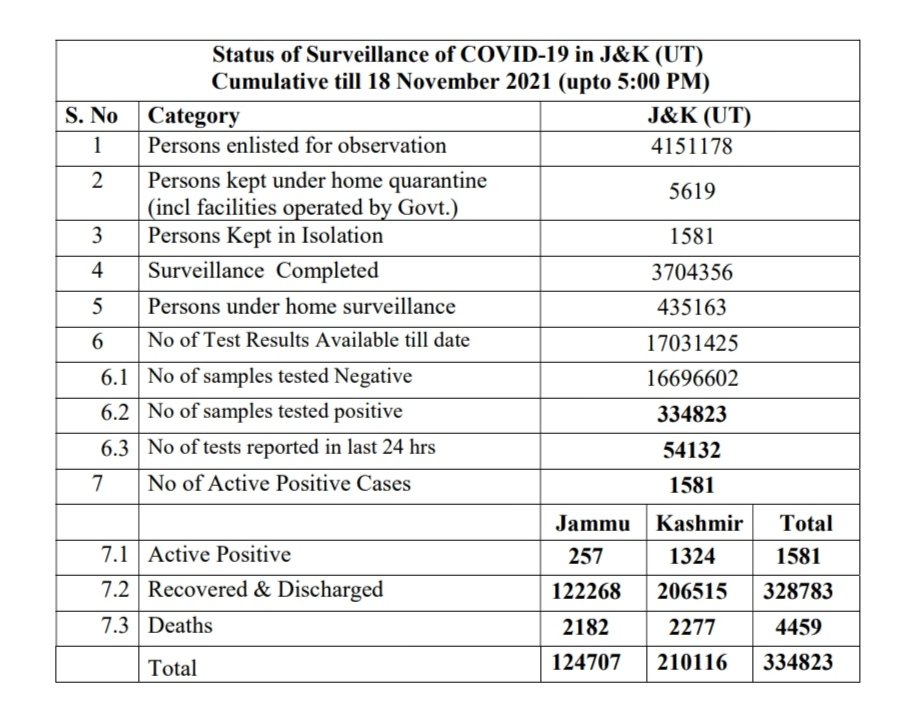 Status of Surveillance of COVID-19 in J&K (UT)
Cumulative till 18 November 2021 (upto 5:00 PM)
S. No Category J&K (UT)
1 Persons enlisted for observation 4151178
2 Persons kept under home quarantine
(incl facilities operated by Govt.) 5619
3 Persons Kept in Isolation 1581
4 Surveillance Completed 3704356
5 Persons under home surveillance 435163
6 No of Test Results Available till date 17031425
6.1 No of samples tested Negative 16696602
6.2 No of samples tested positive 334823
6.3 No of tests reported in last 24 hrs 54132
7 No of Active Positive Cases 1581
Jammu Kashmir Total
7.1 Active Positive 257 1324 1581
7.2 Recovered & Discharged 122268 206515 328783
7.3 Deaths 2182 2277 4459
Total 124707 210116 334823